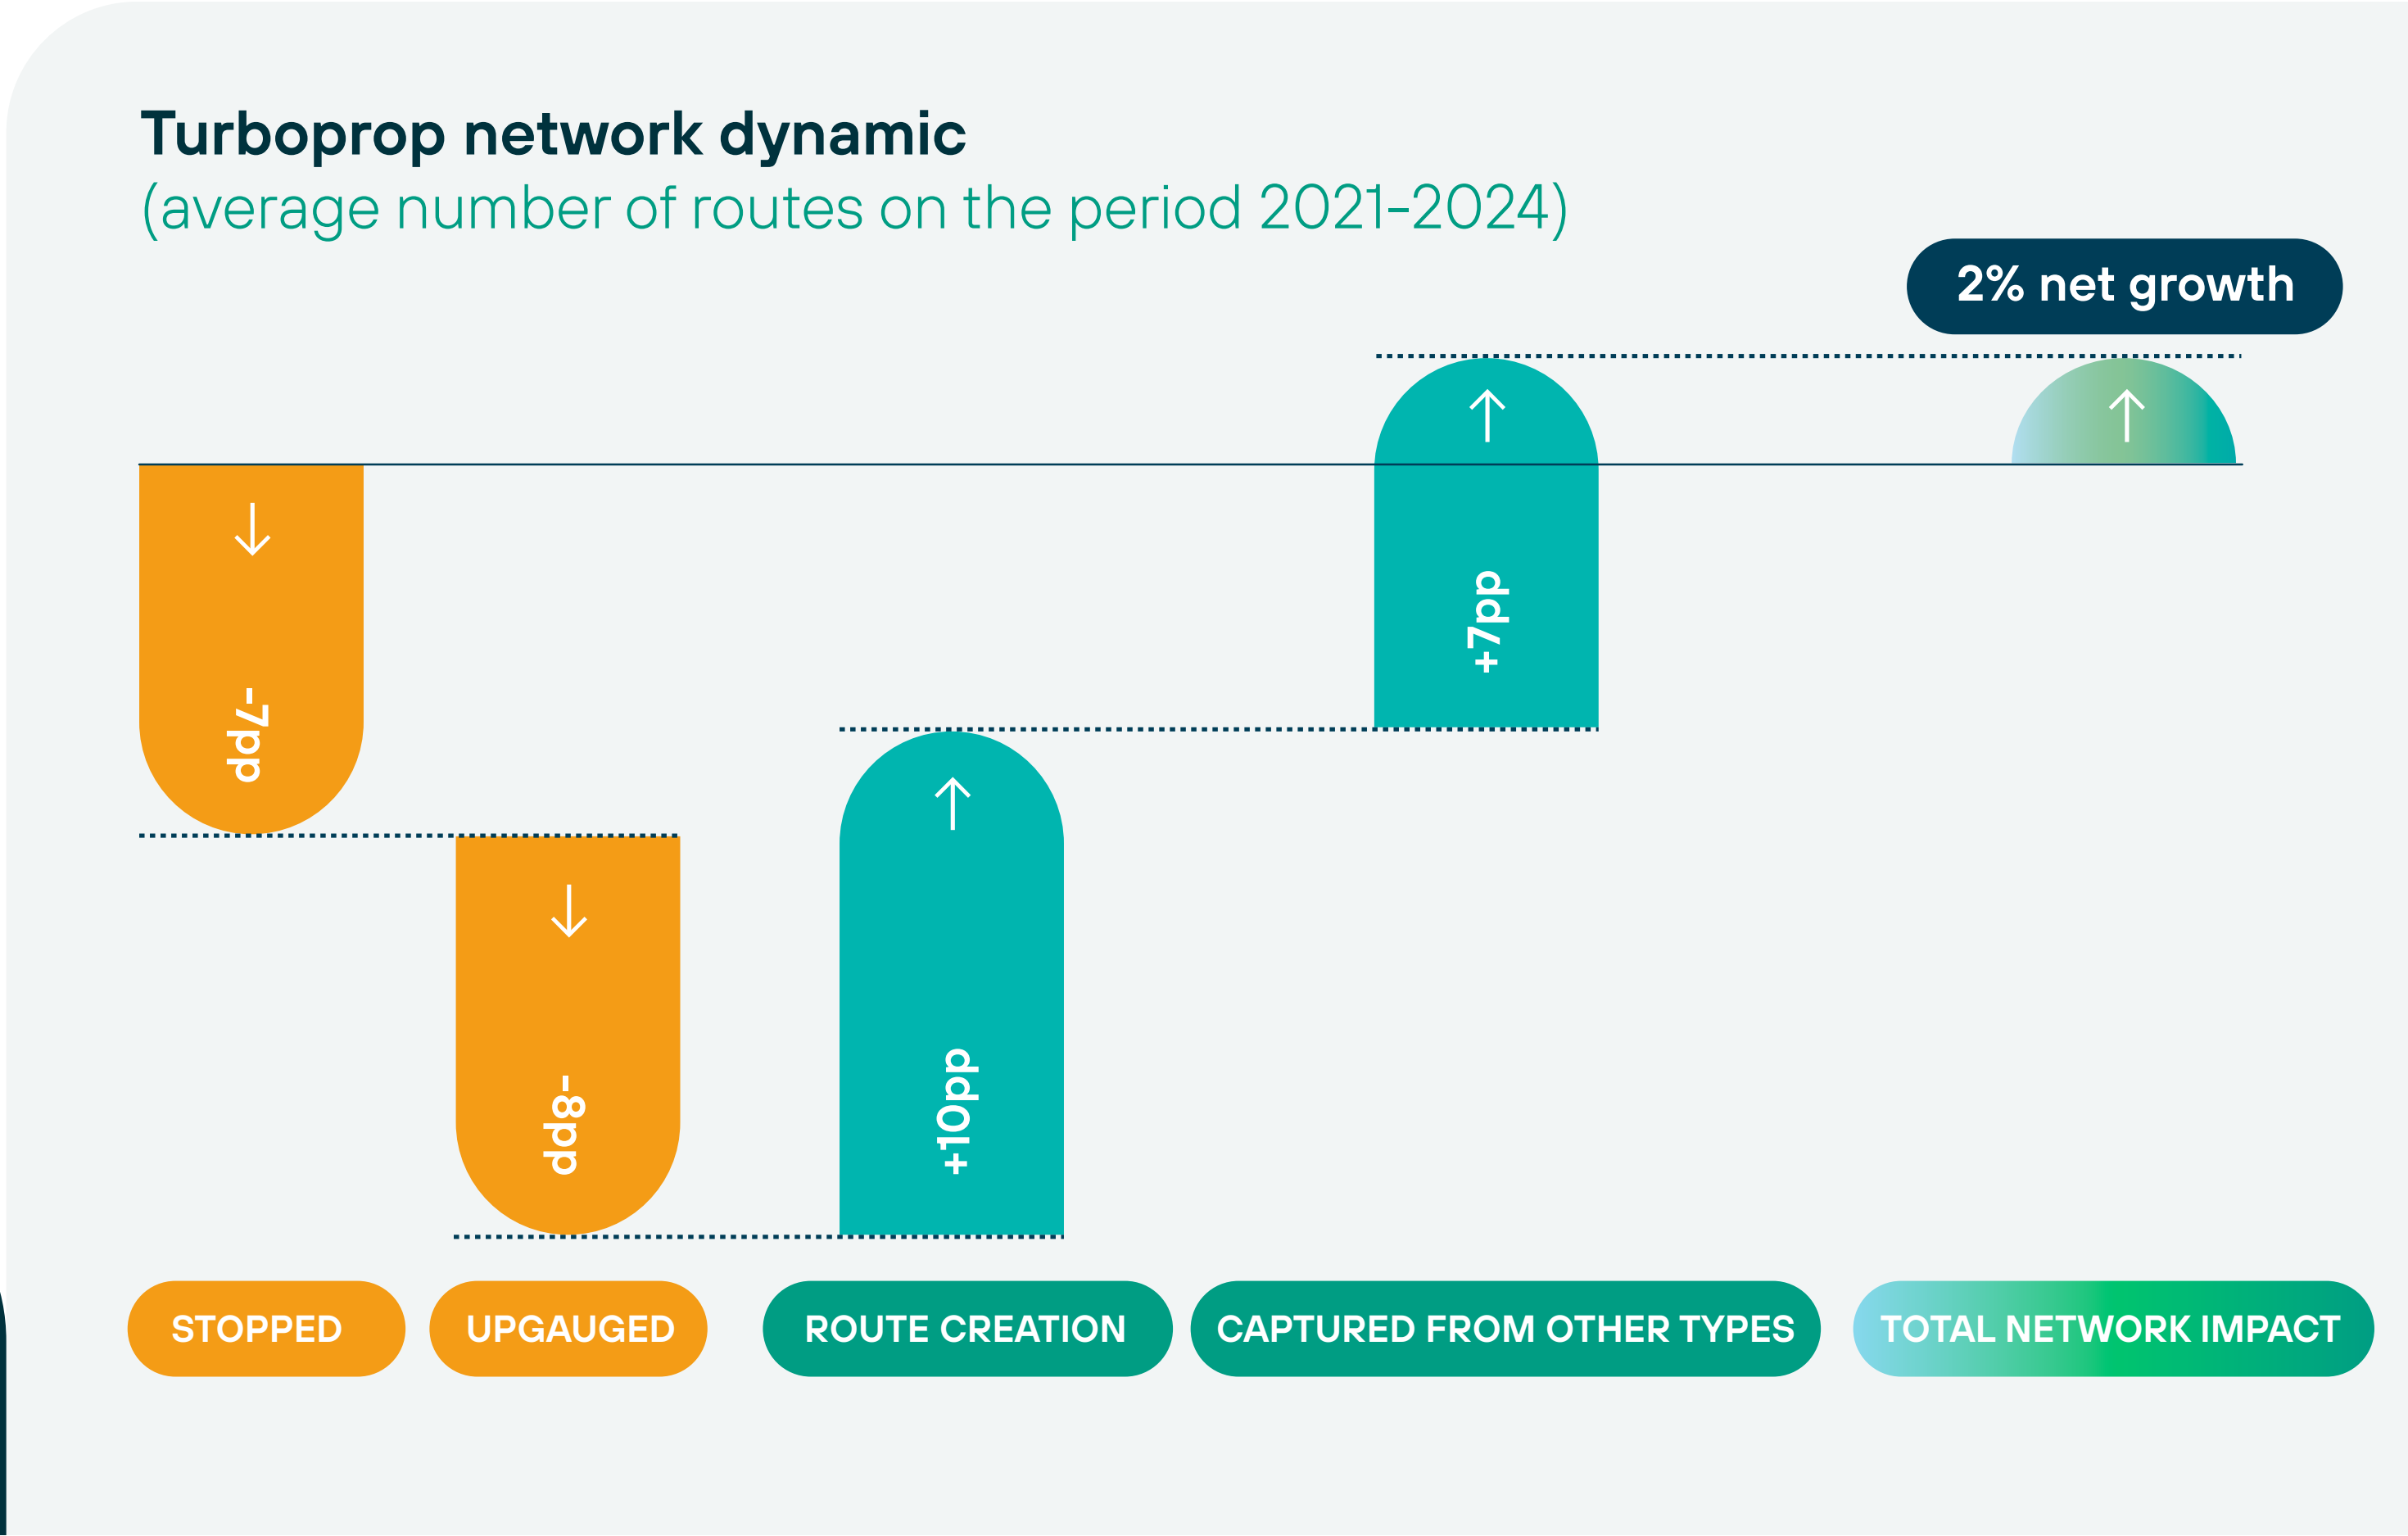 Turboprop network dynamic
(average number of routes on the period 2021–2024)
2% net growth
-7pp
-8pp
+10pp
+7pp
STOPPED
UPGAUGED
ROUTE CREATION
CAPTURED FROM OTHER TYPES
TOTAL NETWORK IMPACT